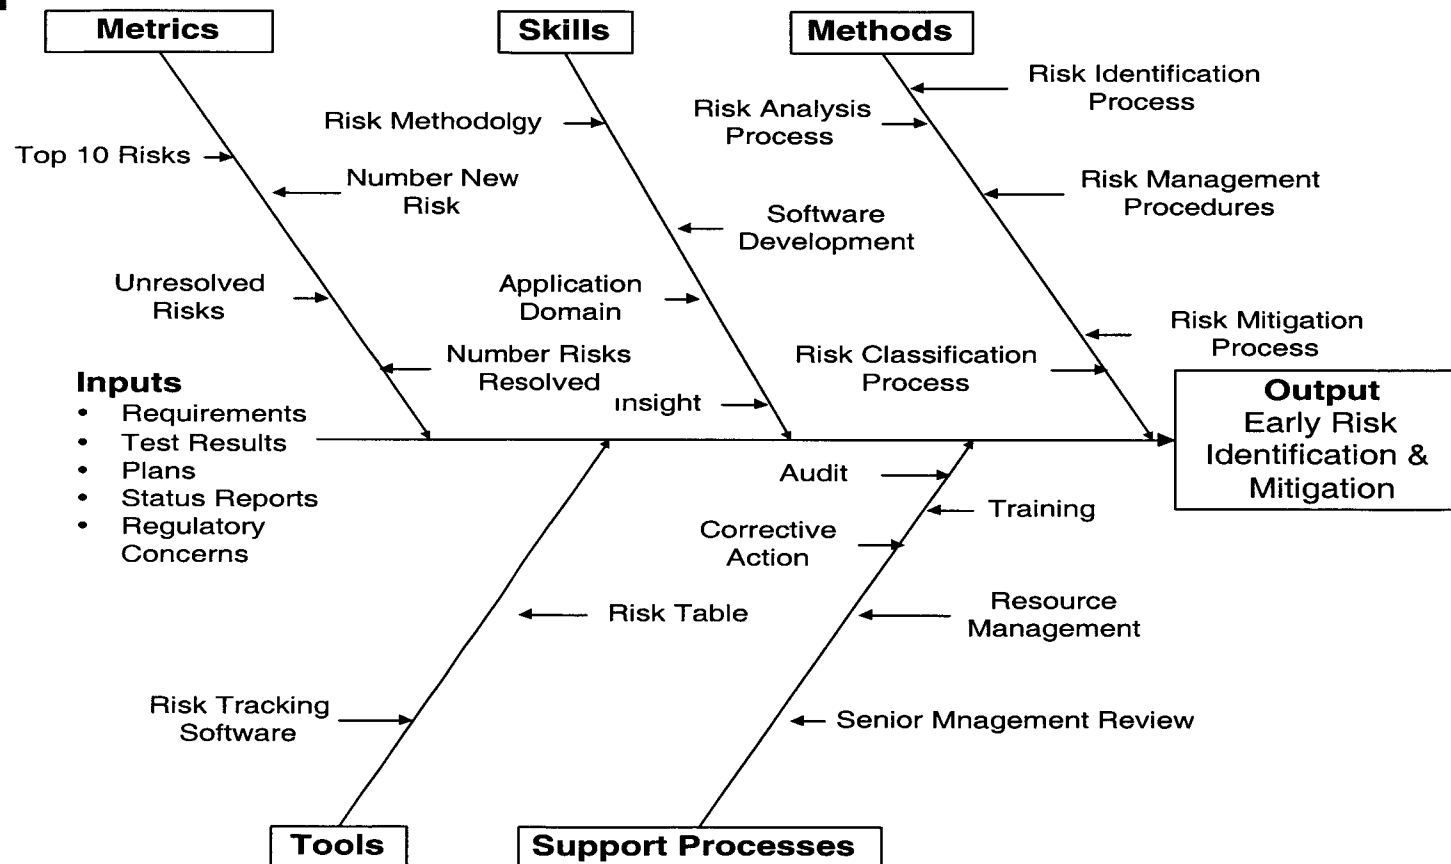 Metrics
Skills
Methods
Risk Identification
Process
Risk Analysis
Process
Risk Methodolgy
Top 10 Risks
Number New
Risk
Risk Management
Procedures
Software
Development
Unresolved
Risks
Application
Domain
Risk Mitigation
Process
Number Risks
Resolved
Risk Classification
Process
Insight
Inputs
• Requirements
• Test Results
• Plans
• Status Reports
• Regulatory
Concerns
Output
Early Risk
Identification &
Mitigation
Audit
Training
Corrective
Action
Risk Table
Resource
Management
Risk Tracking
Software
Senior Mnagement Review
Tools
Support Processes